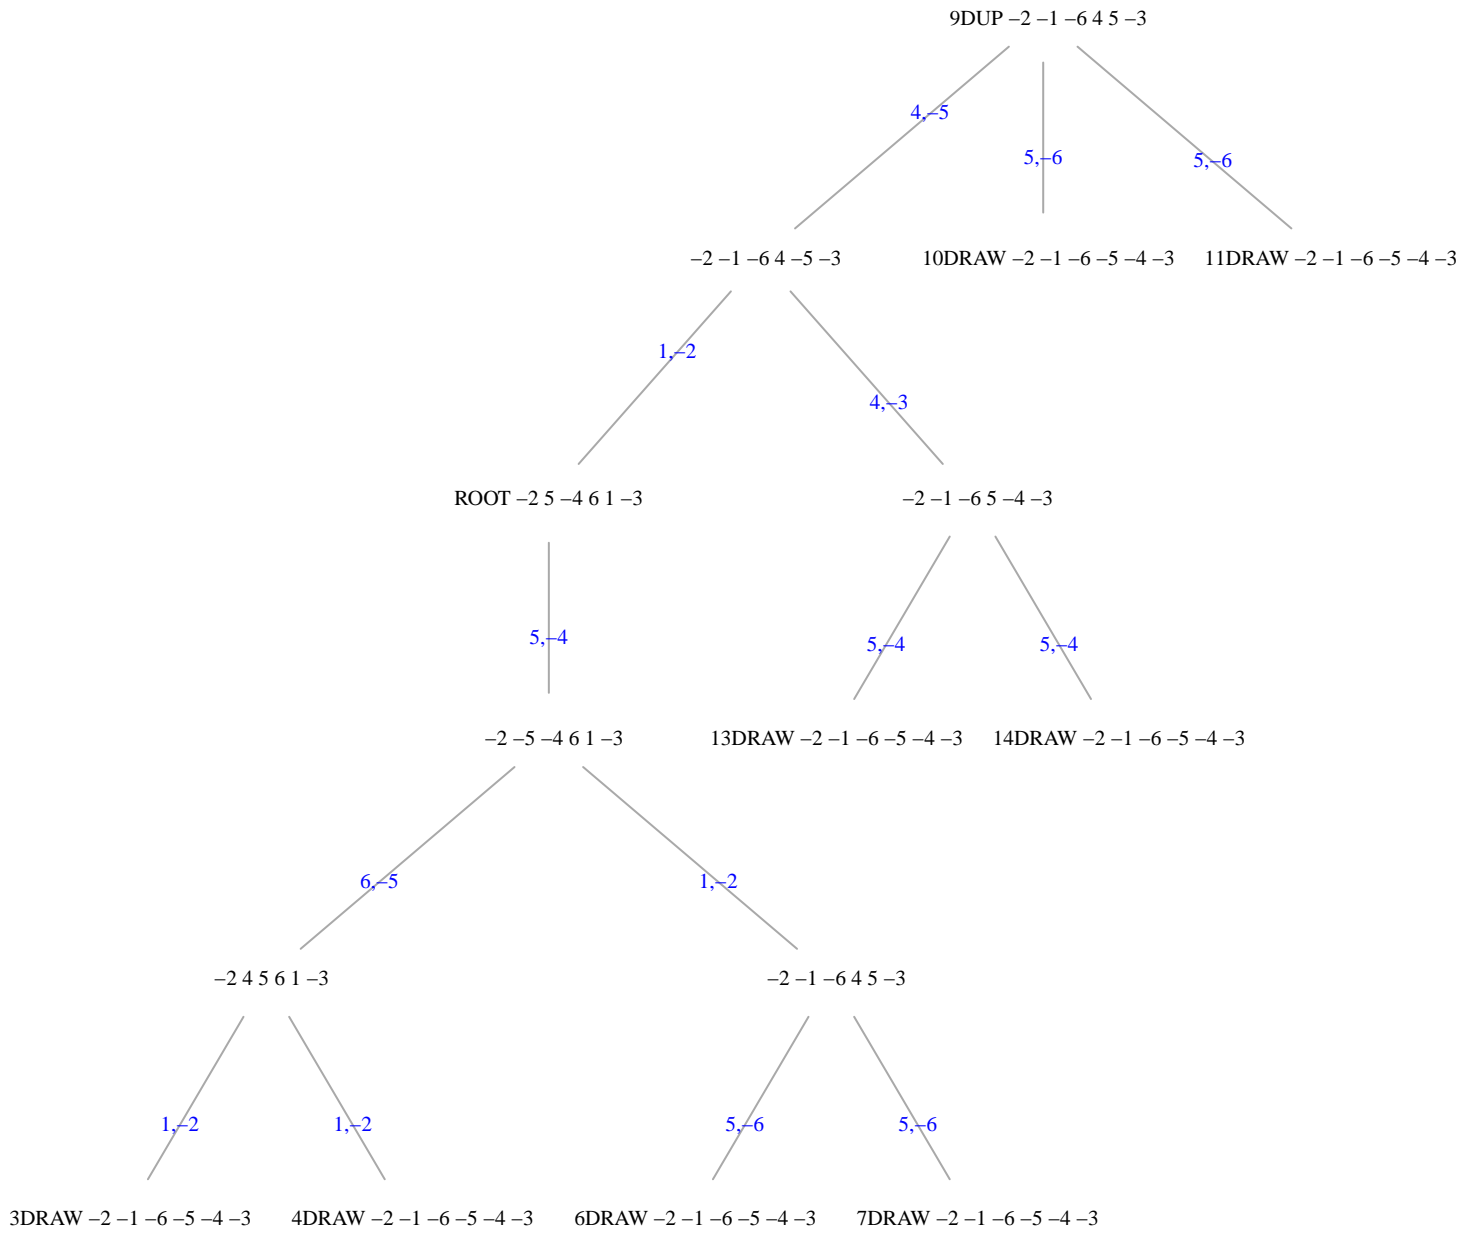 9DUP –2 –1 –6 4 5 –3
4,–5
5,–6
5,–6
–2 –1 –6 4 –5 –3
10DRAW –2 –1 –6 –5 –4 –3
11DRAW –2 –1 –6 –5 –4 –3
1,–2
4,–3
ROOT –2 5 –4 6 1 –3
–2 –1 –6 5 –4 –3
5,–4
5,–4
5,–4
–2 –5 –4 6 1 –3
13DRAW –2 –1 –6 –5 –4 –3
14DRAW –2 –1 –6 –5 –4 –3
6,–5
1,–2
–2 4 5 6 1 –3
–2 –1 –6 4 5 –3
1,–2
1,–2
5,–6
5,–6
3DRAW –2 –1 –6 –5 –4 –3
4DRAW –2 –1 –6 –5 –4 –3
6DRAW –2 –1 –6 –5 –4 –3
7DRAW –2 –1 –6 –5 –4 –3